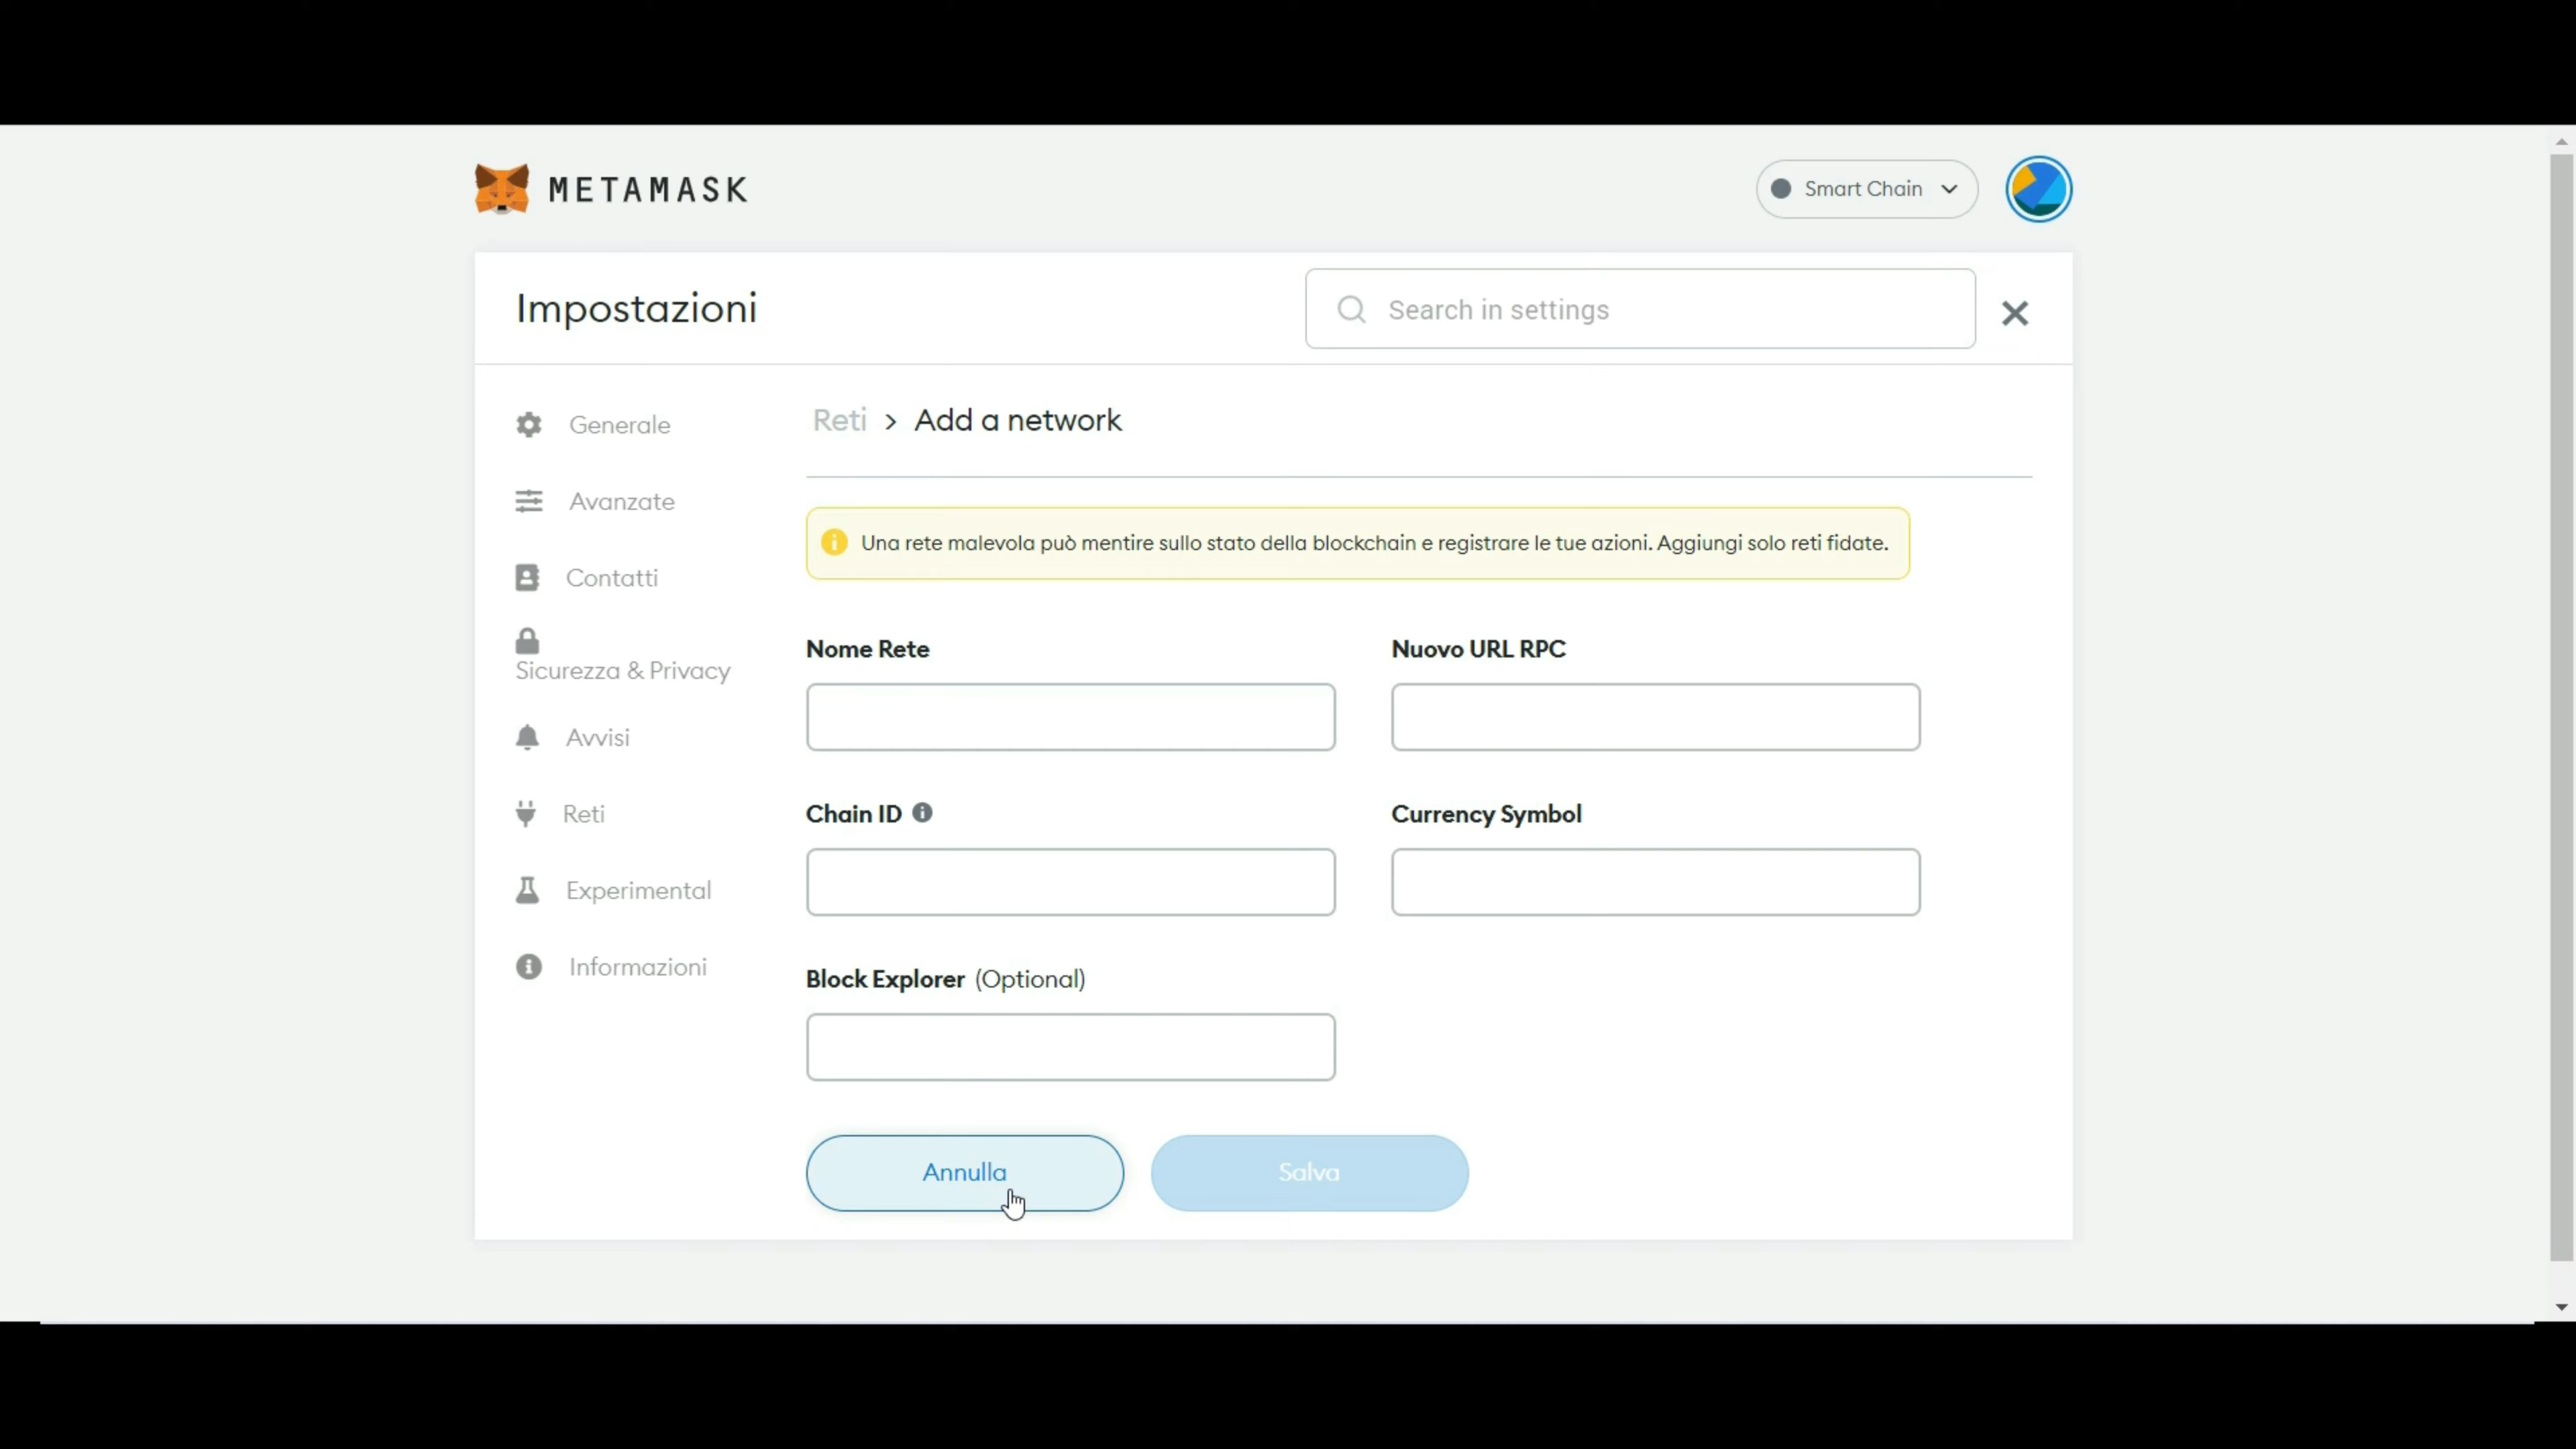 METAMASK
Smart Chain
Impostazioni
Search in settings
Generale
Avanzate
Contatti
Sicurezza & Privacy
Avvisi
Reti
Experimental
Informazioni
Reti > Add a network
Una rete malevola può mentire sullo stato della blockchain e registrare le tue azioni. Aggiungi solo reti fidate.
Nome Rete
Nuovo URL RPC
Chain ID
Currency Symbol
Block Explorer (Optional)
Annulla
Salva